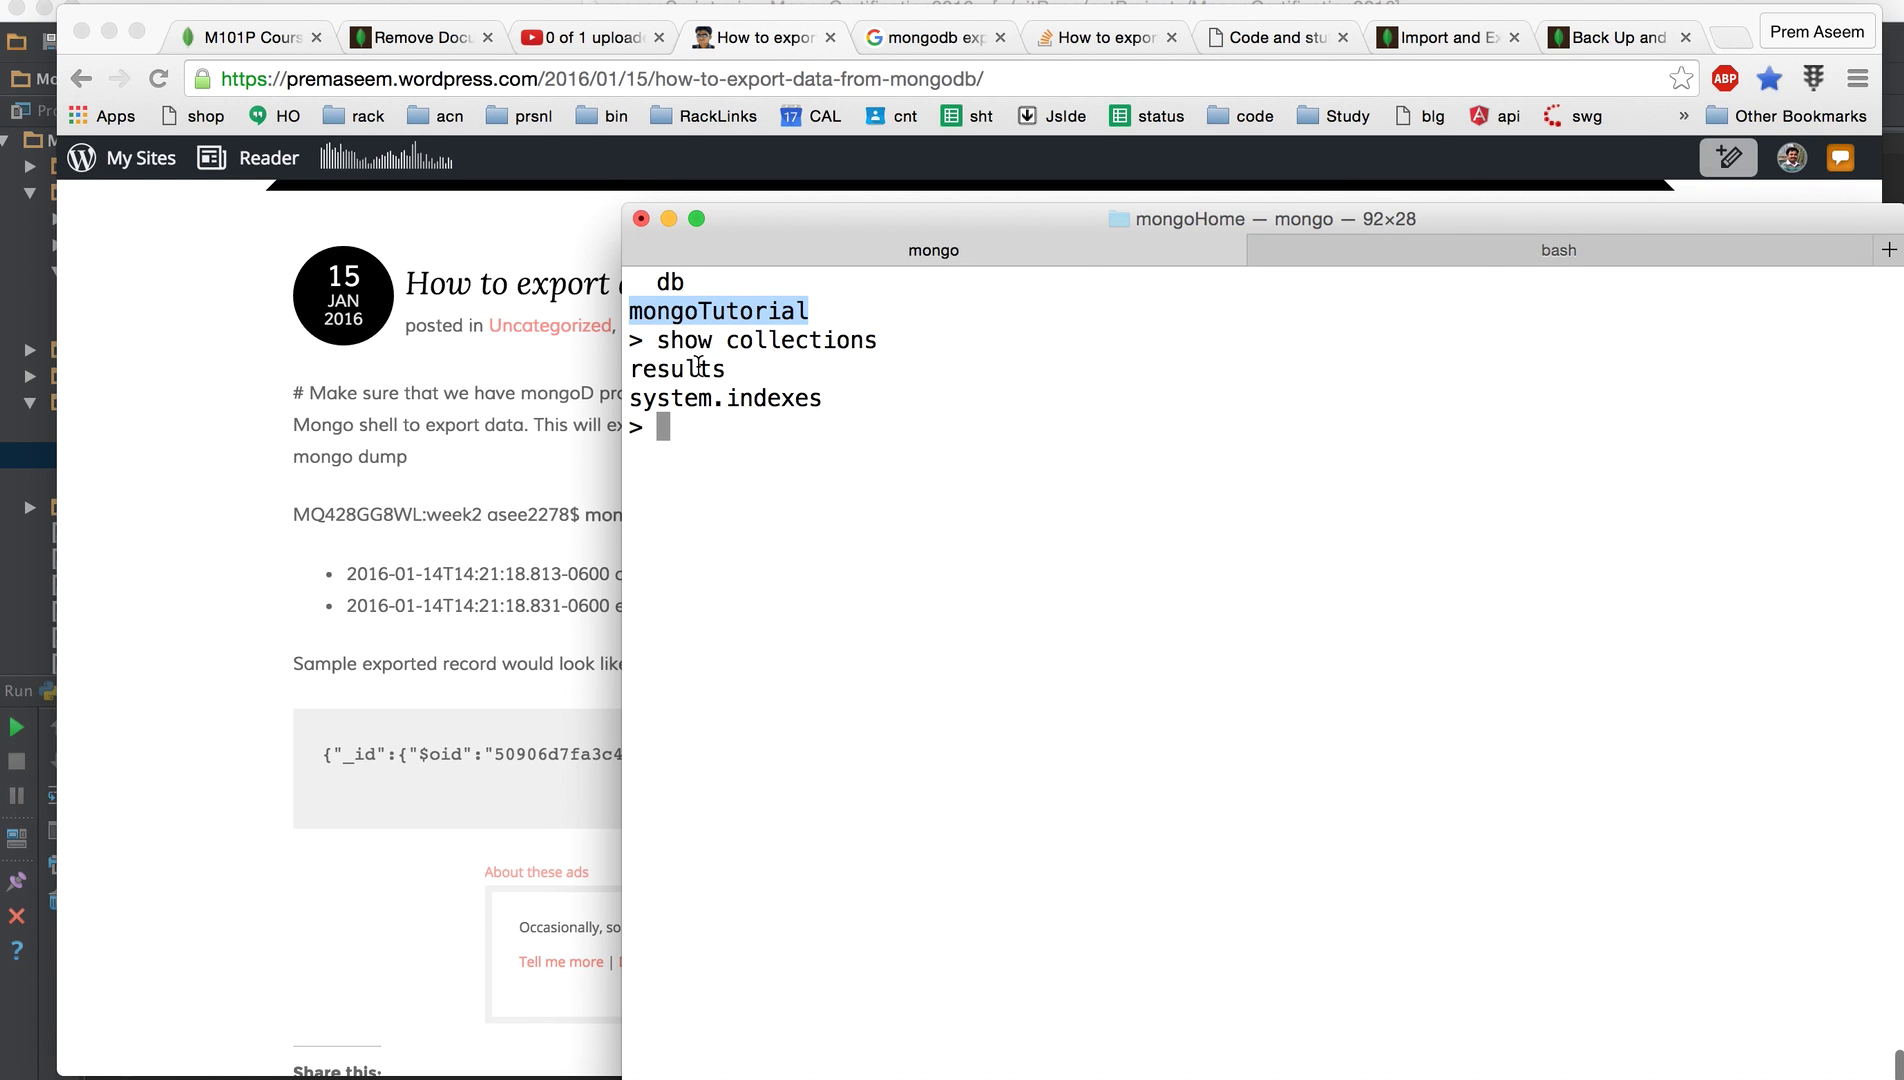 M101P Cours
Remove Docu
0 of 1 uploade
How to expor
mongodb exp
How to expor
Code and stu
Import and Ex
Back Up and
Prem Aseem
https://premaseem.wordpress.com/2016/01/15/how-to-export-data-from-mongodb/
ABP
Apps
shop
HO
rack
acn
prsnl
bin
RackLinks
17 CAL
cnt
sht
JsIde
status
code
Study
blg
api
swg
»
Other Bookmarks
My Sites
Reader
15
JAN
2016
How to export
posted in Uncategorized,
# Make sure that we have mongoD pro
Mongo shell to export data. This will ex
mongo dump
MQ428GG8WL:week2 asee2278$ mon
2016-01-14T14:21:18.813-0600 c
2016-01-14T14:21:18.831-0600 e
Sample exported record would look like
{"_id":{"$oid":"50906d7fa3c4
About these ads
Occasionally, so
Tell me more |
Share this:
mongoHome — mongo — 92×28
mongo
bash
db
mongoTutorial
> show collections
results
system.indexes
>
Run